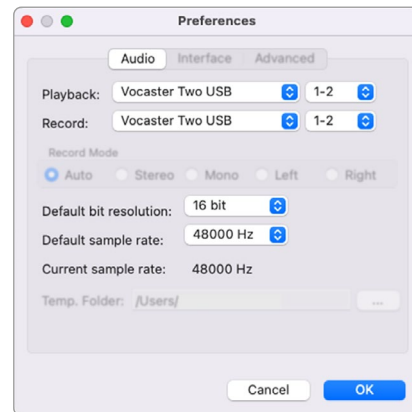 Preferences
Audio Interface Advanced
Playback: Vocaster Two USB 1-2
Record: Vocaster Two USB 1-2
Record Mode
Auto Stereo Mono Left Right
Default bit resolution: 16 bit
Default sample rate: 48000 Hz
Current sample rate: 48000 Hz
Temp. Folder: /Users/ ...
Cancel OK